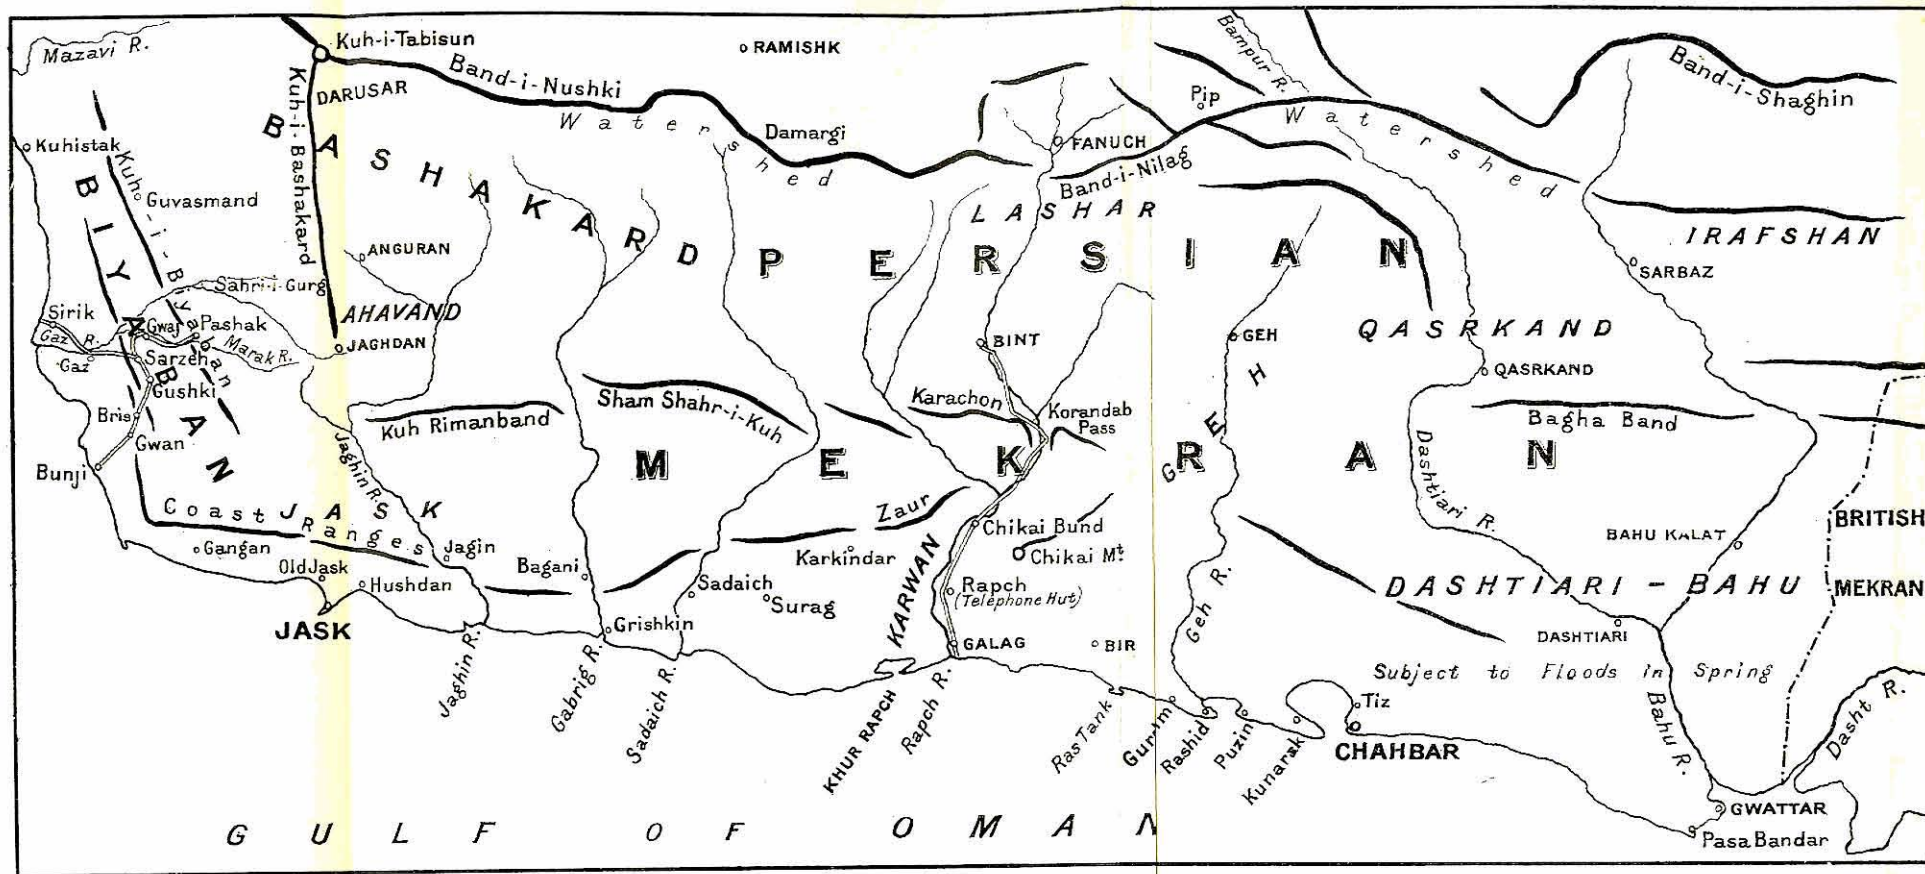 Mazavi R.
Kuh-i-Tabisun
RAMISHK
Bampur R.
Band-i-Shaghin
Band-i-Nushki
DARUSAR
Kuh-i-Bashakard
Watershed
Damargi
Pip
Watershed
FANUCH
Band-i-Nilag
Kuhistak
Kuh-i-Biyaban
Guvasmand
BIYABAN
BASHAKARD
LASHAR
IRAFSHAN
PERSIAN
ANGURAN
SARBAZ
Sahri-i-Gurg
AHAVAND
Sirik
Gwaj
Pashak
Gaz R.
Marak R.
Gaz
Sarzeh
JAGHDAN
BINT
GEH
QASRKAND
QASRKAND
Gushki
Bris
Gwan
Bunji
Kuh Rimanband
Sham Shahr-i-Kuh
Karachon
Korandab
Pass
GEH
Bagha Band
Jaghin R.
MEKRAN
Dashtiari R.
Coast Ranges
JASK
Zaur
Chikai Bund
Chikai Mt.
BAHU KALAT
BRITISH
MEKRAN
Gangan
Old Jask
Hushdan
Jagin
Bagani
Karkindar
Sadaich
Surag
KARWAN
Rapch
(Telephone Hut)
Geh R.
DASHTIARI - BAHU
JASK
Grishkin
GALAG
BIR
DASHTIARI
Subject to Floods in Spring
Jaghin R.
Gabrig R.
Sadaich R.
KHUR RAPCH
Rapch R.
Ras Tank
Gurdim
Rashid
Puzin
Kunarak
Tiz
CHAHBAR
Bahu R.
Dasht R.
GWATTAR
Pasa Bandar
GULF OF OMAN